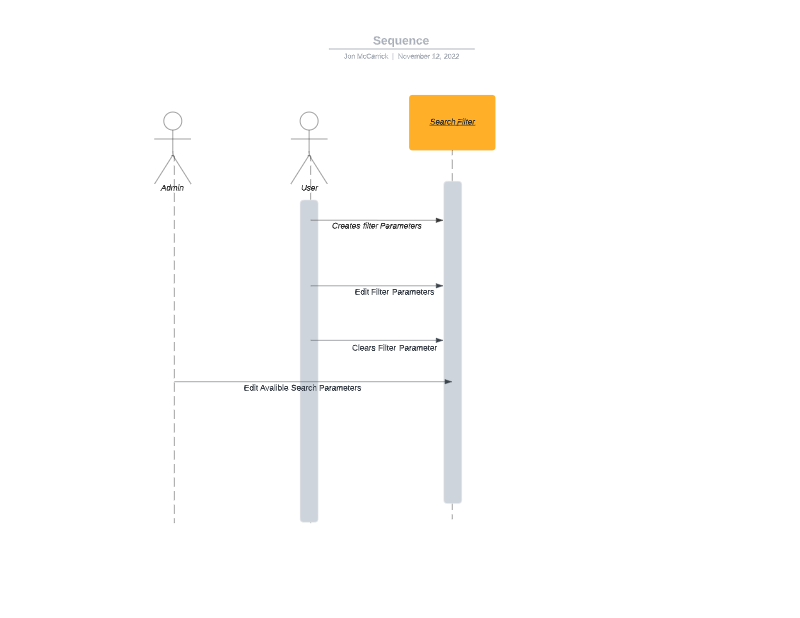 Sequence
Jon McCarrick | November 12, 2022
Search Filter
Admin
User
Creates filter Parameters
Edit Filter Parameters
Clears Filter Parameter
Edit Avalible Search Parameters